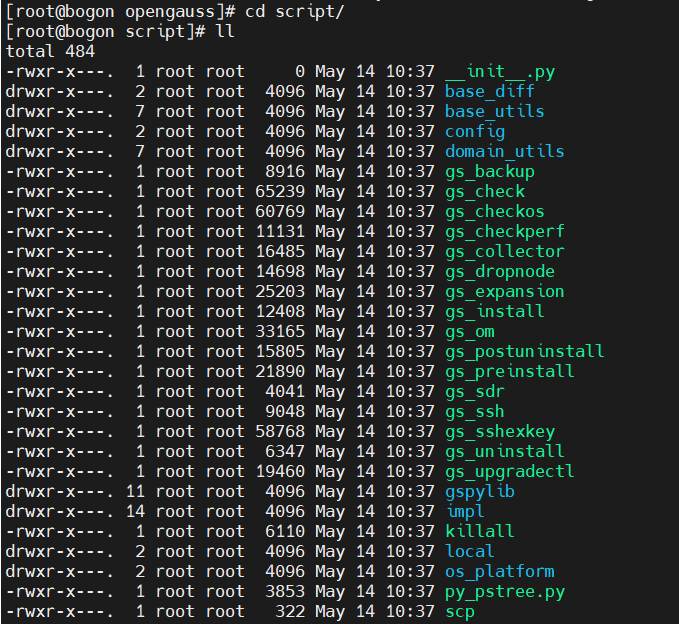 [root@bogon opengauss]# cd script/
[root@bogon script]# ll
total 484
-rwxr-x---.  1 root root     0 May 14 10:37 __init__.py
drwxr-x---.  2 root root  4096 May 14 10:37 base_diff
drwxr-x---.  7 root root  4096 May 14 10:37 base_utils
drwxr-x---.  2 root root  4096 May 14 10:37 config
drwxr-x---.  7 root root  4096 May 14 10:37 domain_utils
-rwxr-x---.  1 root root  8916 May 14 10:37 gs_backup
-rwxr-x---.  1 root root 65239 May 14 10:37 gs_check
-rwxr-x---.  1 root root 60769 May 14 10:37 gs_checkos
-rwxr-x---.  1 root root 11131 May 14 10:37 gs_checkperf
-rwxr-x---.  1 root root 16485 May 14 10:37 gs_collector
-rwxr-x---.  1 root root 14698 May 14 10:37 gs_dropnode
-rwxr-x---.  1 root root 25203 May 14 10:37 gs_expansion
-rwxr-x---.  1 root root 12408 May 14 10:37 gs_install
-rwxr-x---.  1 root root 33165 May 14 10:37 gs_om
-rwxr-x---.  1 root root 15805 May 14 10:37 gs_postuninstall
-rwxr-x---.  1 root root 21890 May 14 10:37 gs_preinstall
-rwxr-x---.  1 root root  4041 May 14 10:37 gs_sdr
-rwxr-x---.  1 root root  9048 May 14 10:37 gs_ssh
-rwxr-x---.  1 root root 58768 May 14 10:37 gs_sshexkey
-rwxr-x---.  1 root root  6347 May 14 10:37 gs_uninstall
-rwxr-x---.  1 root root 19460 May 14 10:37 gs_upgradectl
drwxr-x---. 11 root root  4096 May 14 10:37 gspylib
drwxr-x---. 14 root root  4096 May 14 10:37 impl
-rwxr-x---.  1 root root  6110 May 14 10:37 killall
drwxr-x---.  2 root root  4096 May 14 10:37 local
drwxr-x---.  2 root root  4096 May 14 10:37 os_platform
-rwxr-x---.  1 root root  3853 May 14 10:37 py_pstree.py
-rwxr-x---.  1 root root   322 May 14 10:37 scp